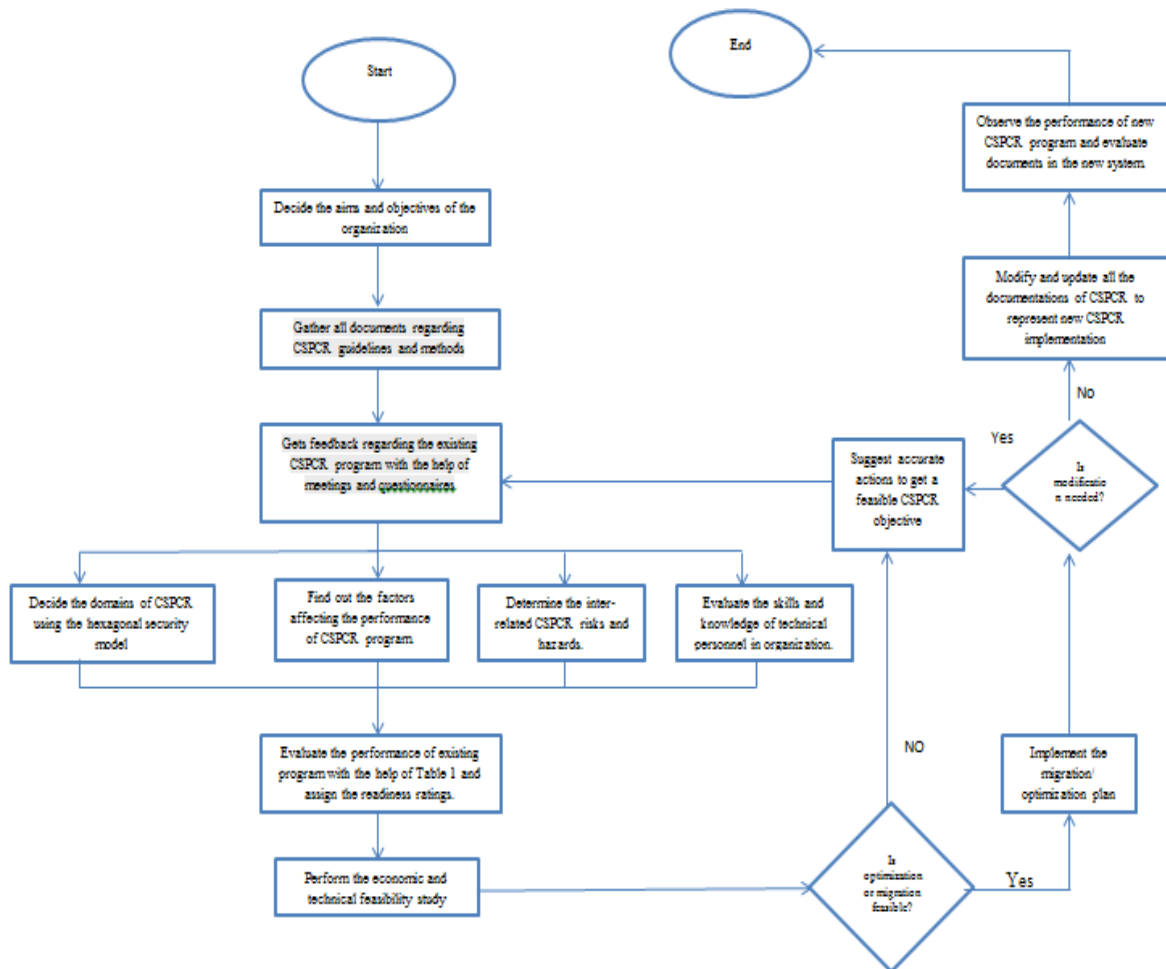 Start
Decide the aims and objectives of the
organization
Gather all documents regarding
CSPCR guidelines and methods
Gets feedback regarding the existing
CSPCR program with the help of
meetings and questionnaires
Decide the domains of CSPCR
using the hexagonal security
model
Find out the factors
affecting the performance
of CSPCR program.
Determine the inter-
related CSPCR risks and
hazards.
Evaluate the skills and
knowledge of technical
personnel in organization.
Evaluate the performance of existing
program with the help of Table 1 and
assign the readiness ratings.
Perform the economic and
technical feasibility study
Is
optimization
or migration
feasible?
NO
Yes
Suggest accurate
actions to get a
feasible CSPCR
objective
Implement the
migration/
optimization plan
Is
modificatio
n needed?
Yes
No
Modify and update all the
documentations of CSPCR to
represent new CSPCR
implementation
Observe the performance of new
CSPCR program and evaluate
documents in the new system.
End